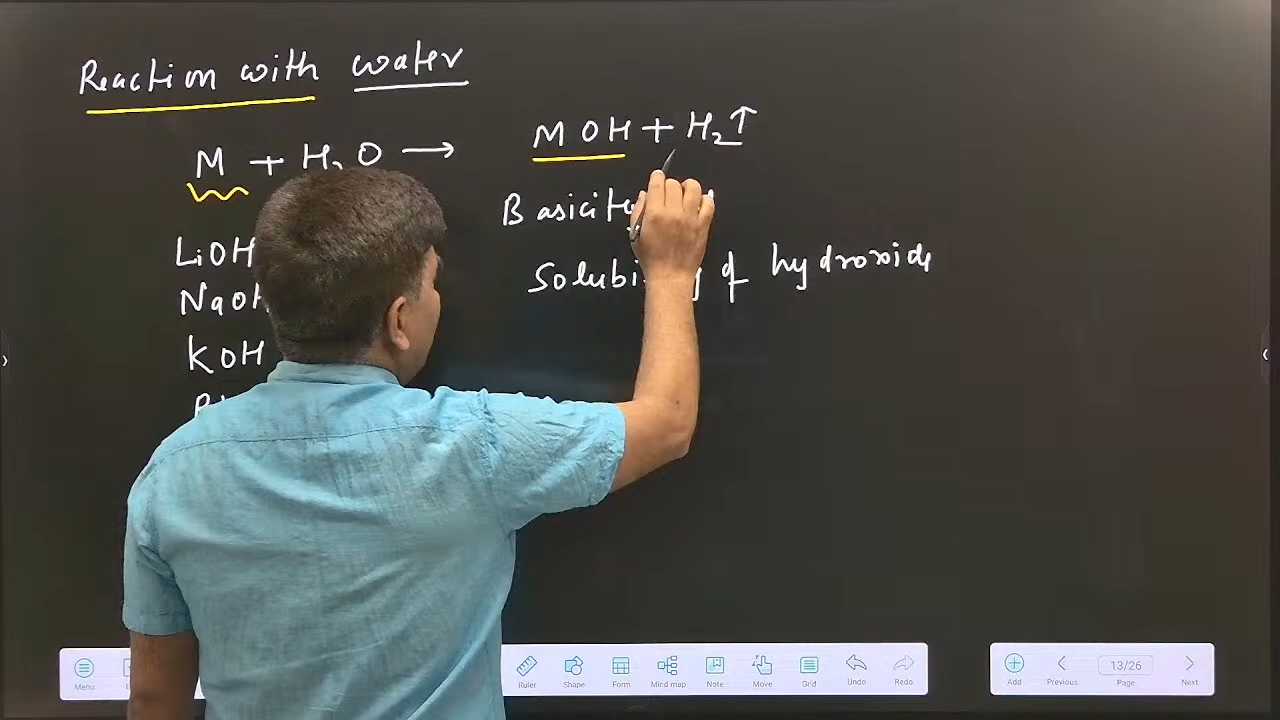 Reaction with water
M + H₂O → MOH + H₂↑
LiOH
NaOH
KOH
Solubi of hydroxide
Menu
Ruler
Shape
Form
Mind map
Note
Move
Grid
Undo
Redo
Add
Previous
13/26
Page
Next